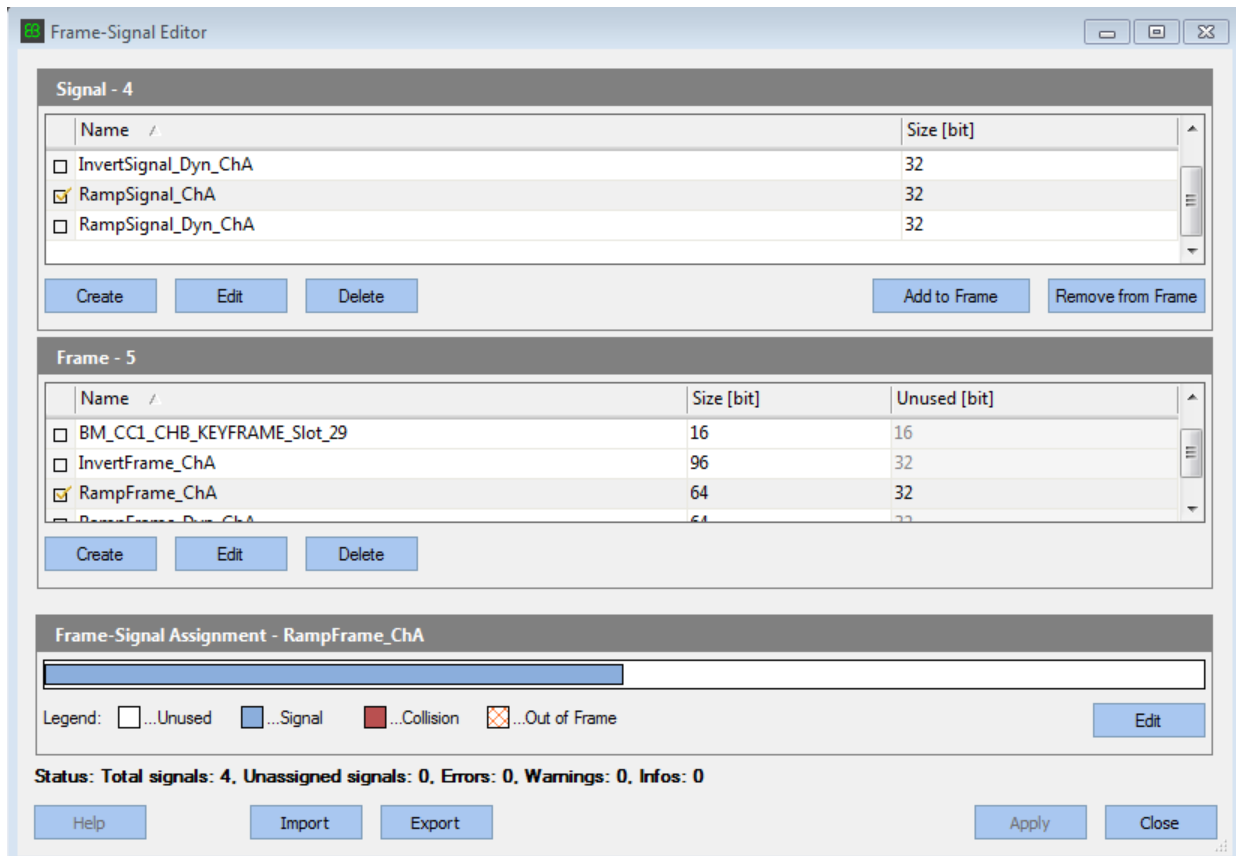 Frame-Signal Editor
Signal - 4
Name Size [bit]
InvertSignal_Dyn_ChA 32
RampSignal_ChA 32
RampSignal_Dyn_ChA 32
Create Edit Delete Add to Frame Remove from Frame
Frame - 5
Name Size [bit] Unused [bit]
BM_CC1_CHB_KEYFRAME_Slot_29 16 16
InvertFrame_ChA 96 32
RampFrame_ChA 64 32
RampFrame_Dyn_ChA 64 32
Create Edit Delete
Frame-Signal Assignment - RampFrame_ChA
Legend: ...Unused ...Signal ...Collision ...Out of Frame Edit
Status: Total signals: 4, Unassigned signals: 0, Errors: 0, Warnings: 0, Infos: 0
Help Import Export Apply Close